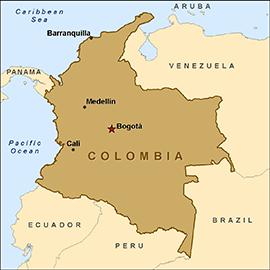 Caribbean
Sea
ARUBA
Barranquilla
VENEZUELA
PANAMA
Medellín
Bogotá
Pacific
Ocean
Cali
COLOMBIA
ECUADOR
BRAZIL
PERU